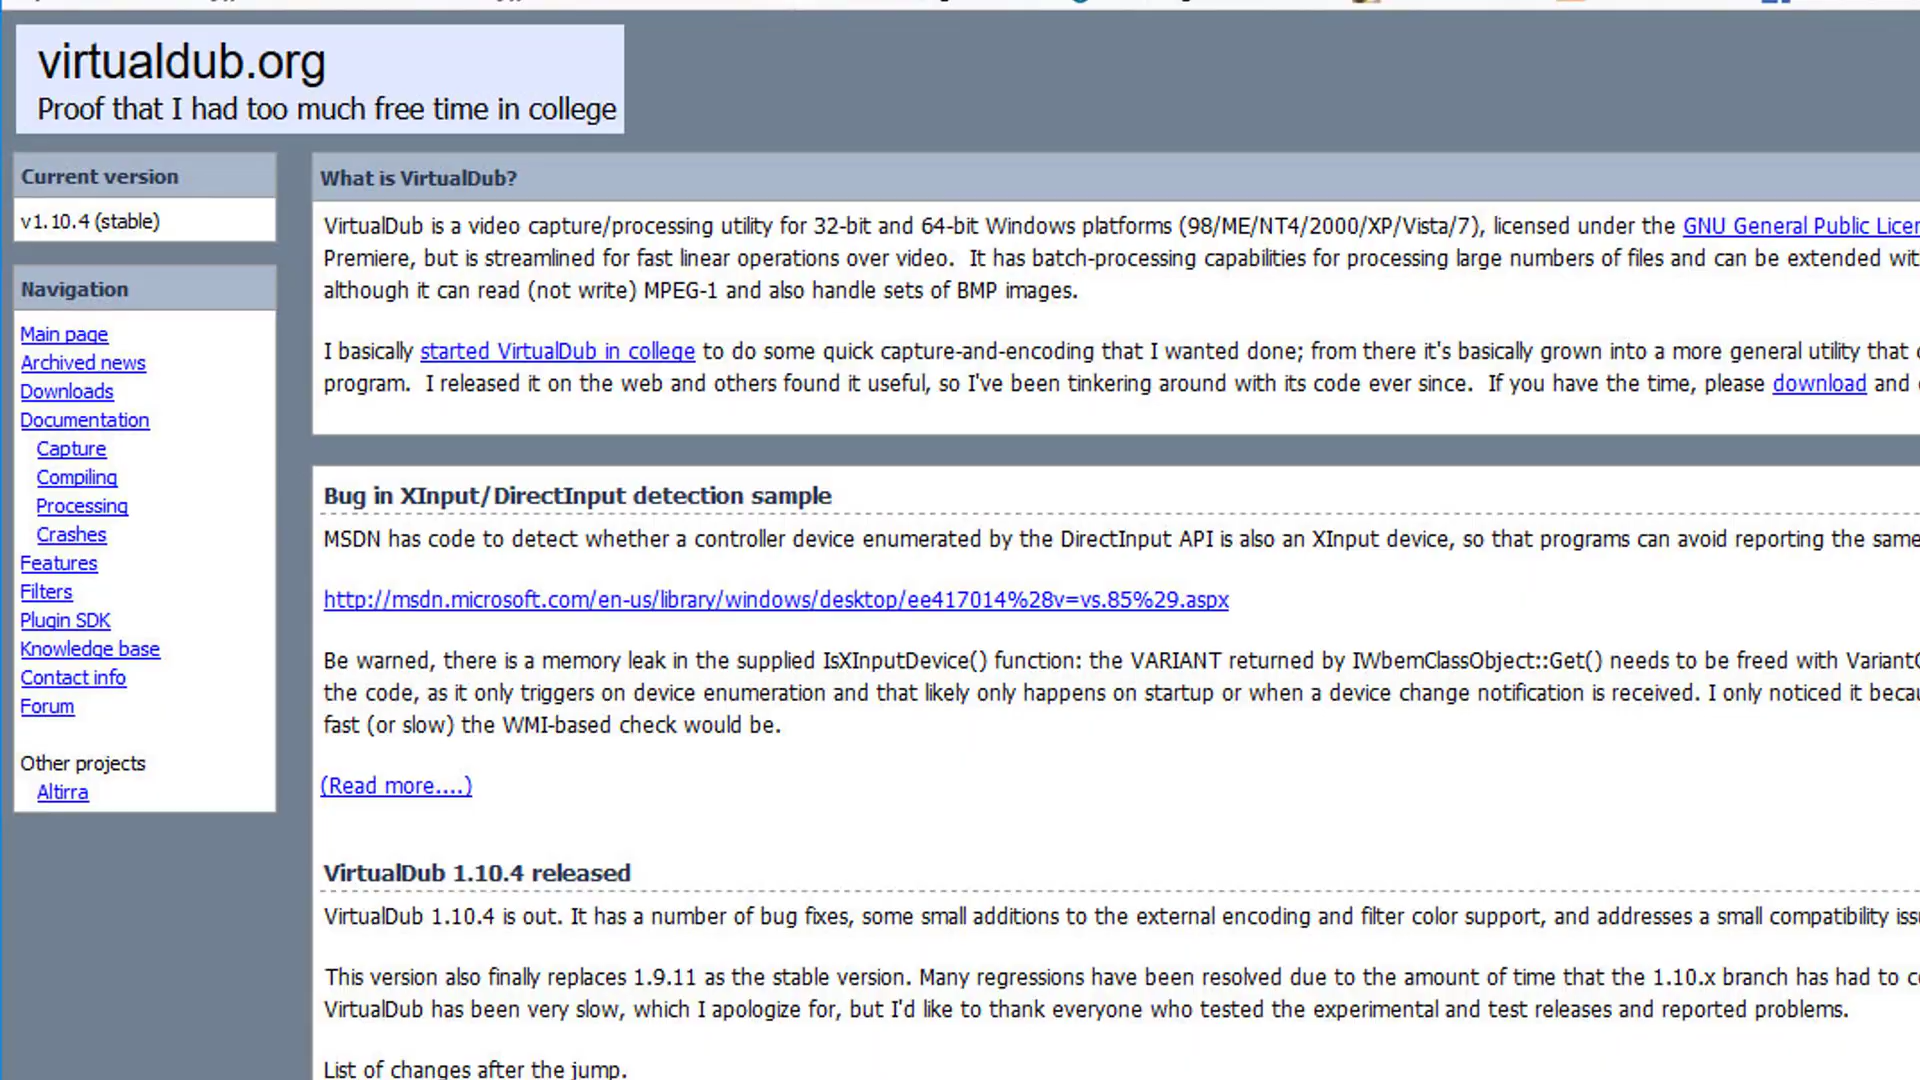 virtualdub.org
Proof that I had too much free time in college
Current version
v1.10.4 (stable)
Navigation
Main page
Archived news
Downloads
Documentation
Capture
Compiling
Processing
Crashes
Features
Filters
Plugin SDK
Knowledge base
Contact info
Forum
Other projects
Altirra
What is VirtualDub?
VirtualDub is a video capture/processing utility for 32-bit and 64-bit Windows platforms (98/ME/NT4/2000/XP/Vista/7), licensed under the GNU General Public
Premiere, but is streamlined for fast linear operations over video. It has batch-processing capabilities for processing large numbers of files and can be extended
although it can read (not write) MPEG-1 and also handle sets of BMP images.
I basically started VirtualDub in college to do some quick capture-and-encoding that I wanted done; from there it's basically grown into a more general utility that
program. I released it on the web and others found it useful, so I've been tinkering around with its code ever since. If you have the time, please download and
Bug in XInput/DirectInput detection sample
MSDN has code to detect whether a controller device enumerated by the DirectInput API is also an XInput device, so that programs can avoid reporting the same
http://msdn.microsoft.com/en-us/library/windows/desktop/ee417014%28v=vs.85%29.aspx
Be warned, there is a memory leak in the supplied IsXInputDevice() function: the VARIANT returned by IWbemClassObject::Get() needs to be freed with
the code, as it only triggers on device enumeration and that likely only happens on startup or when a device change notification is received. I only noticed it
fast (or slow) the WMI-based check would be.
(Read more....)
VirtualDub 1.10.4 released
VirtualDub 1.10.4 is out. It has a number of bug fixes, some small additions to the external encoding and filter color support, and addresses a small compatibility
This version also finally replaces 1.9.11 as the stable version. Many regressions have been resolved due to the amount of time that the 1.10.x branch has had to
VirtualDub has been very slow, which I apologize for, but I'd like to thank everyone who tested the experimental and test releases and reported problems.
List of changes after the jump.